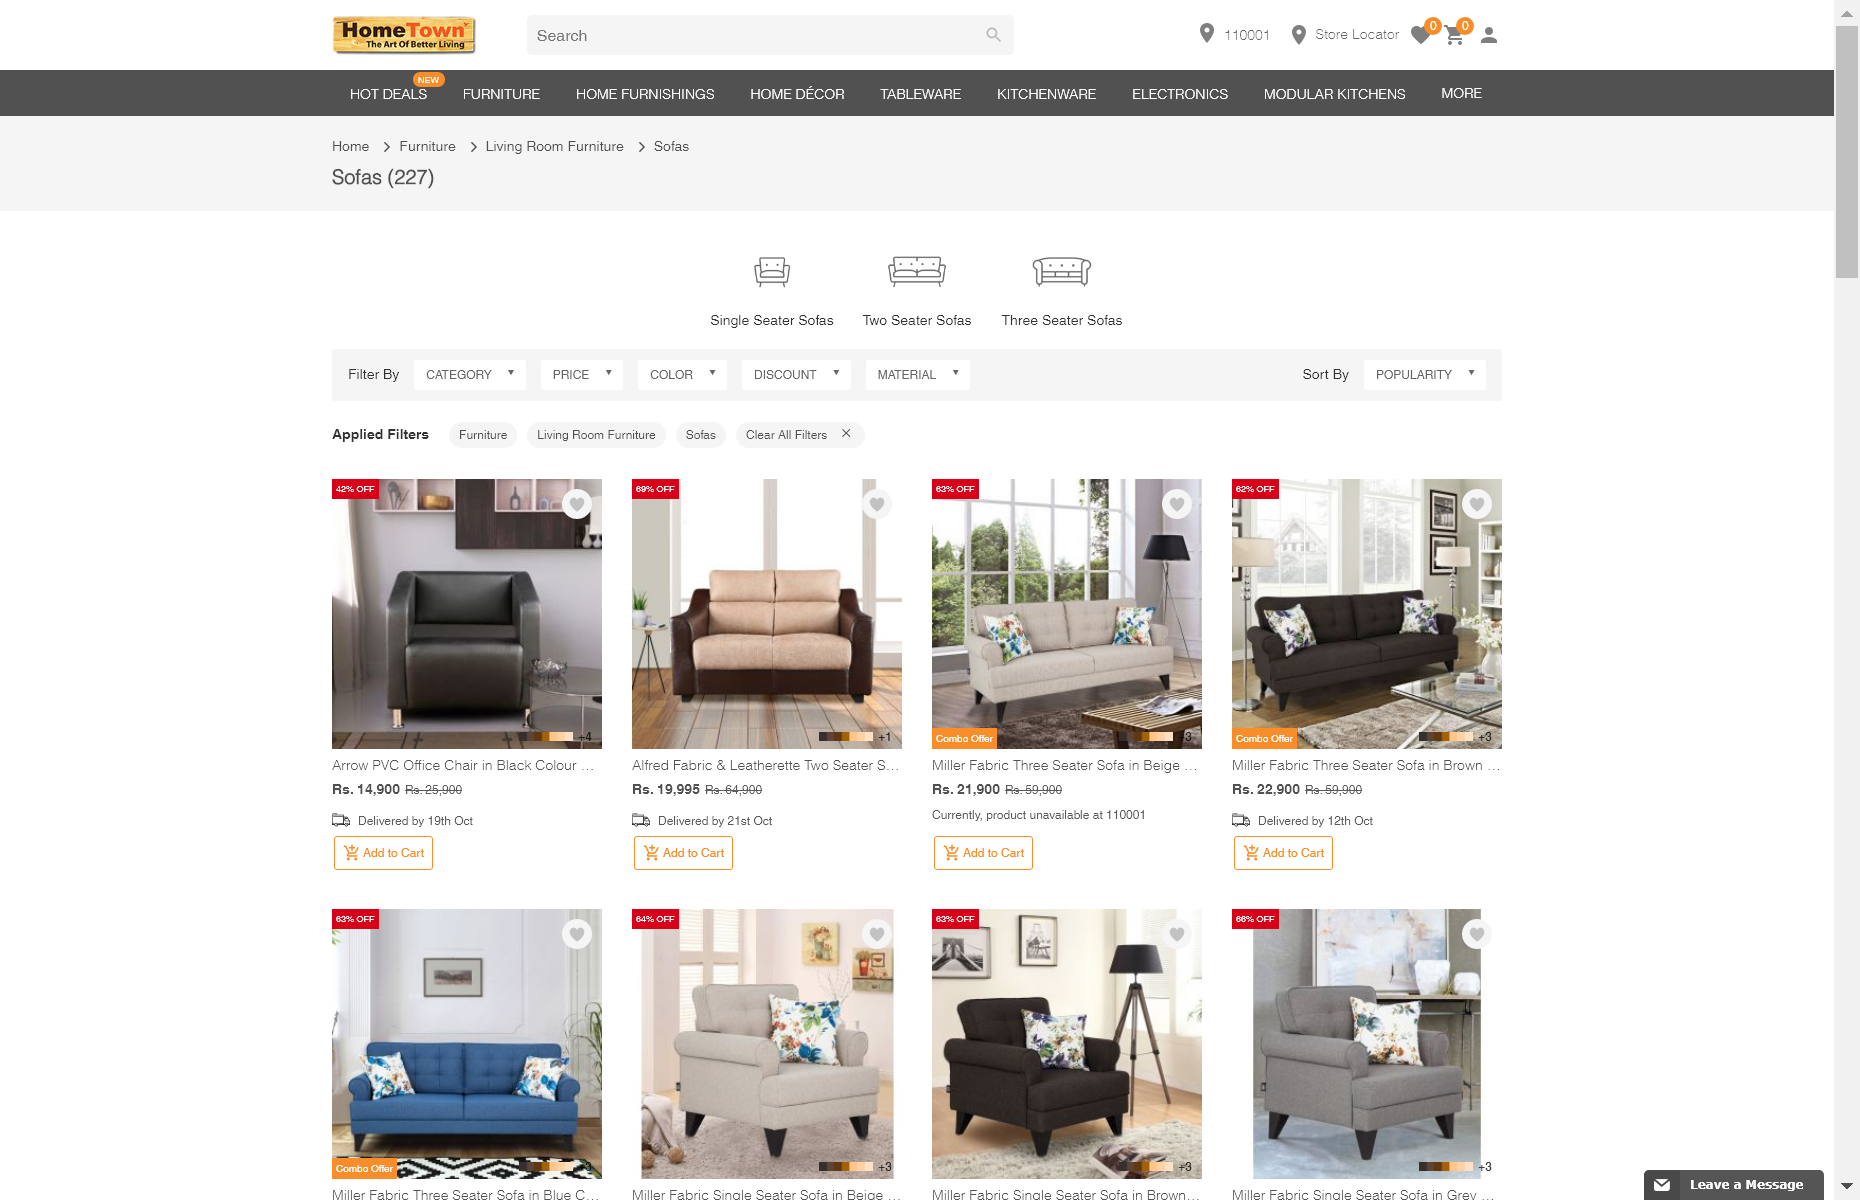 HomeTown
The Art Of Better Living
Search
110001
Store Locator
0
0
NEW
HOT DEALS
FURNITURE
HOME FURNISHINGS
HOME DÉCOR
TABLEWARE
KITCHENWARE
ELECTRONICS
MODULAR KITCHENS
MORE
Home > Furniture > Living Room Furniture > Sofas
Sofas (227)
Single Seater Sofas
Two Seater Sofas
Three Seater Sofas
Filter By CATEGORY PRICE COLOR DISCOUNT MATERIAL
Sort By POPULARITY
Applied Filters Furniture Living Room Furniture Sofas Clear All Filters ×
42% OFF
+4
Arrow PVC Office Chair in Black Colour ...
Rs. 14,900 Rs. 25,900
Delivered by 19th Oct
Add to Cart
69% OFF
+1
Alfred Fabric & Leatherette Two Seater S...
Rs. 19,995 Rs. 64,900
Delivered by 21st Oct
Add to Cart
63% OFF
Combo Offer
+3
Miller Fabric Three Seater Sofa in Beige ...
Rs. 21,900 Rs. 59,900
Currently, product unavailable at 110001
Add to Cart
62% OFF
Combo Offer
+3
Miller Fabric Three Seater Sofa in Brown ...
Rs. 22,900 Rs. 59,900
Delivered by 12th Oct
Add to Cart
63% OFF
Combo Offer
+3
Miller Fabric Three Seater Sofa in Blue C...
64% OFF
+3
Miller Fabric Single Seater Sofa in Beige ...
63% OFF
+3
Miller Fabric Single Seater Sofa in Brown...
66% OFF
+3
Miller Fabric Single Seater Sofa in Grey ...
Leave a Message